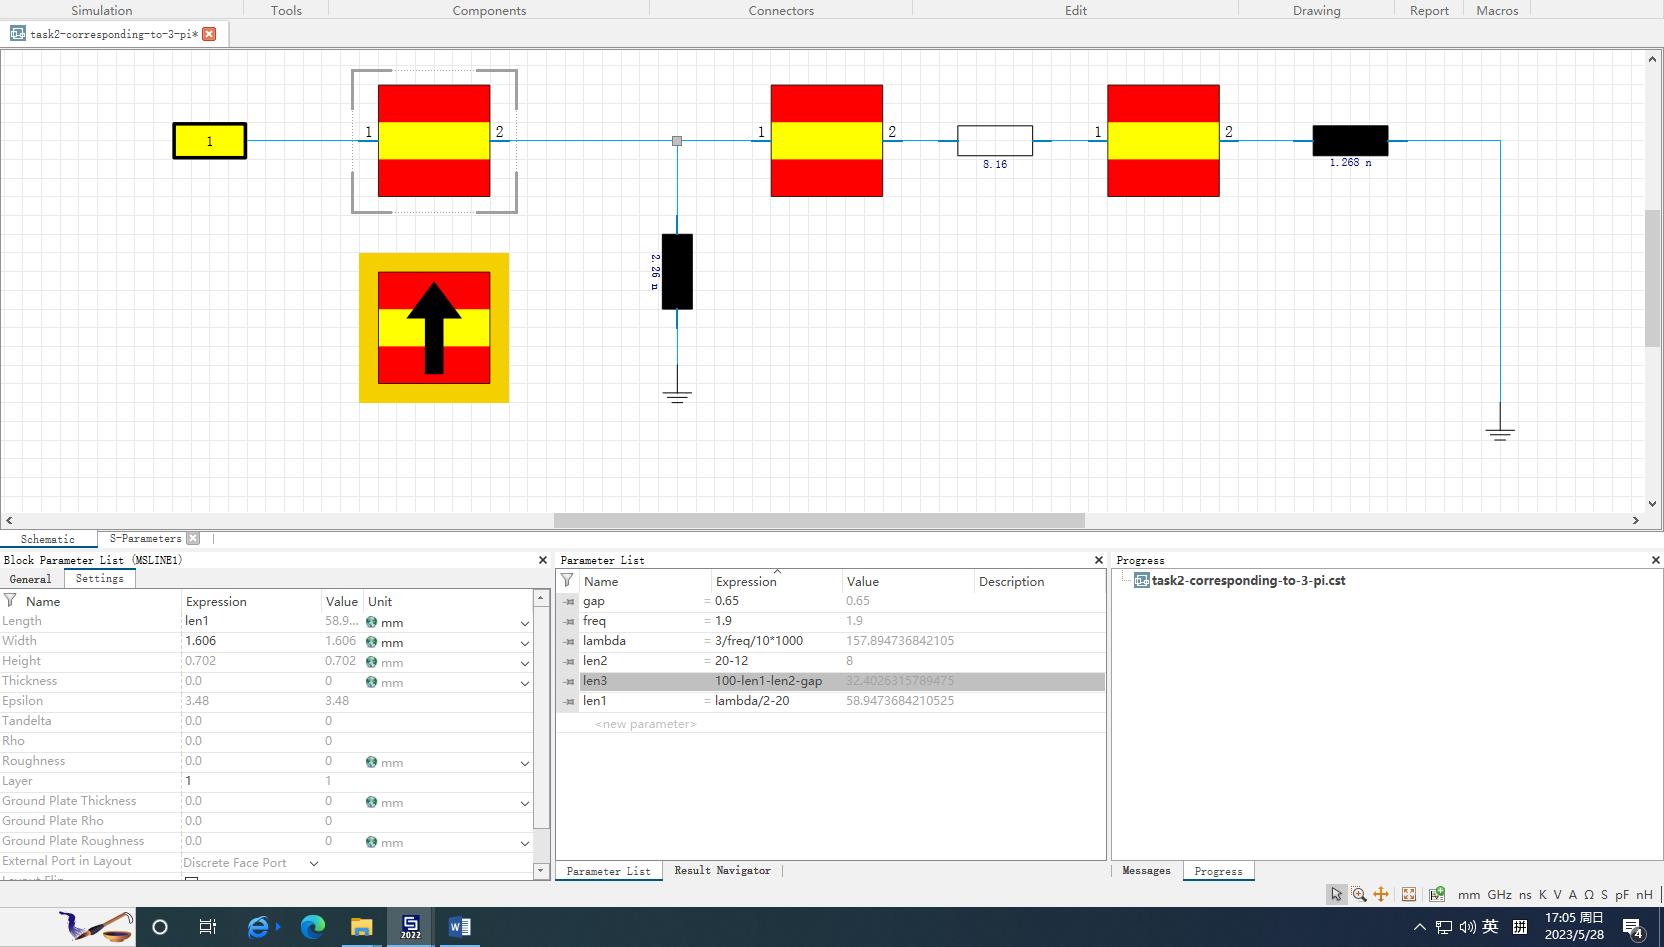 Simulation Tools Components Connectors Edit Drawing Report Macros
task2-corresponding-to-3-pi*
1 1 2 1 2 1 2
8.16 1.268 n
2.26 n
Schematic S-Parameters
Block Parameter List (MSLINE1)
General Settings
Name Expression Value Unit
Length len1 58.9... mm
Width 1.606 1.606 mm
Height 0.702 0.702 mm
Thickness 0.0 0 mm
Epsilon 3.48 3.48
Tandelta 0.0 0
Rho 0.0 0
Roughness 0.0 0 mm
Layer 1 1
Ground Plate Thickness 0.0 0 mm
Ground Plate Rho 0.0 0
Ground Plate Roughness 0.0 0 mm
External Port in Layout Discrete Face Port
Parameter List
Name Expression Value Description
gap = 0.65 0.65
freq = 1.9 1.9
lambda = 3/freq/10*1000 157.894736842105
len2 = 20-12 8
len3 100-len1-len2-gap 32.4026315789475
len1 = lambda/2-20 58.9473684210525
<new parameter>
Parameter List Result Navigator
Progress
task2-corresponding-to-3-pi.cst
Messages Progress
mm GHz ns K V A Ω S pF nH
S 2022 W 英 拼 17:05 周日
2023/5/28 4